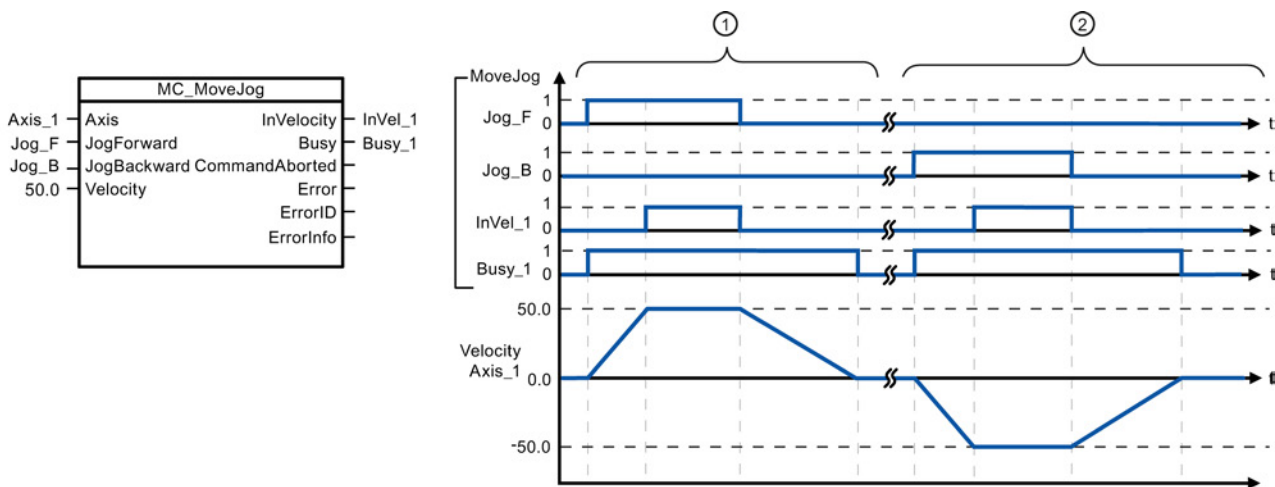 MC_MoveJog
Axis_1 Axis InVelocity InVel_1
Jog_F JogForward Busy Busy_1
Jog_B JogBackward CommandAborted
50.0 Velocity Error
ErrorID
ErrorInfo
1 2
MoveJog
1
Jog_F 0 t
1
Jog_B 0 t
1
InVel_1 0 t
1
Busy_1 0 t
50.0
Velocity
Axis_1
0.0 t
-50.0